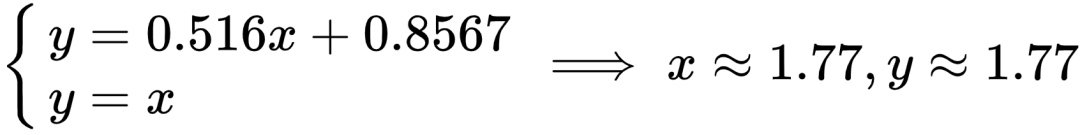 y = 0.516x + 0.8567
y = x
⟹ x ≈ 1.77, y ≈ 1.77